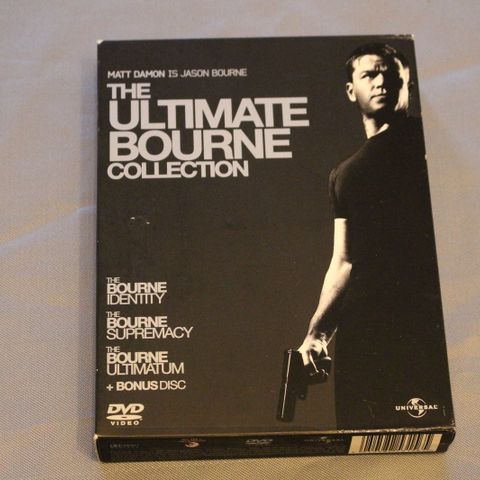 MATT DAMON IS JASON BOURNE
THE
ULTIMATE
BOURNE
COLLECTION
THE
BOURNE
IDENTITY
THE
BOURNE
SUPREMACY
THE
BOURNE
ULTIMATUM
+ BONUS DISC
DVD
VIDEO
UNIVERSAL
DVD